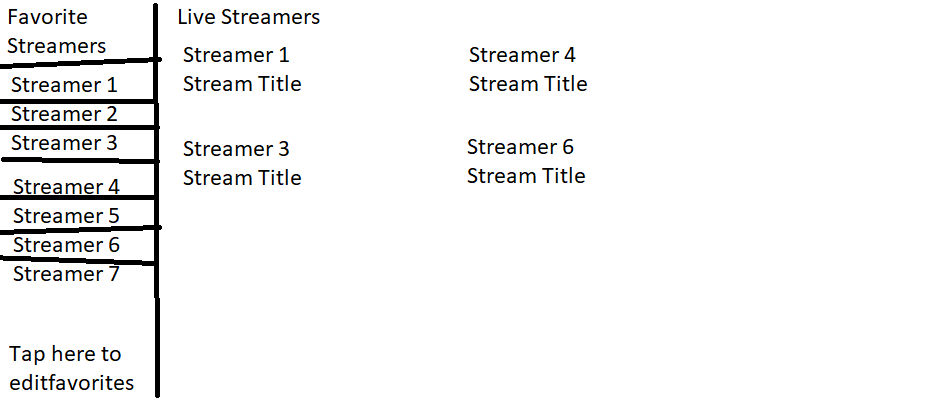 Favorite
Streamers
Streamer 1
Streamer 2
Streamer 3
Streamer 4
Streamer 5
Streamer 6
Streamer 7
Tap here to
editfavorites
Live Streamers
Streamer 1
Stream Title
Streamer 4
Stream Title
Streamer 3
Stream Title
Streamer 6
Stream Title